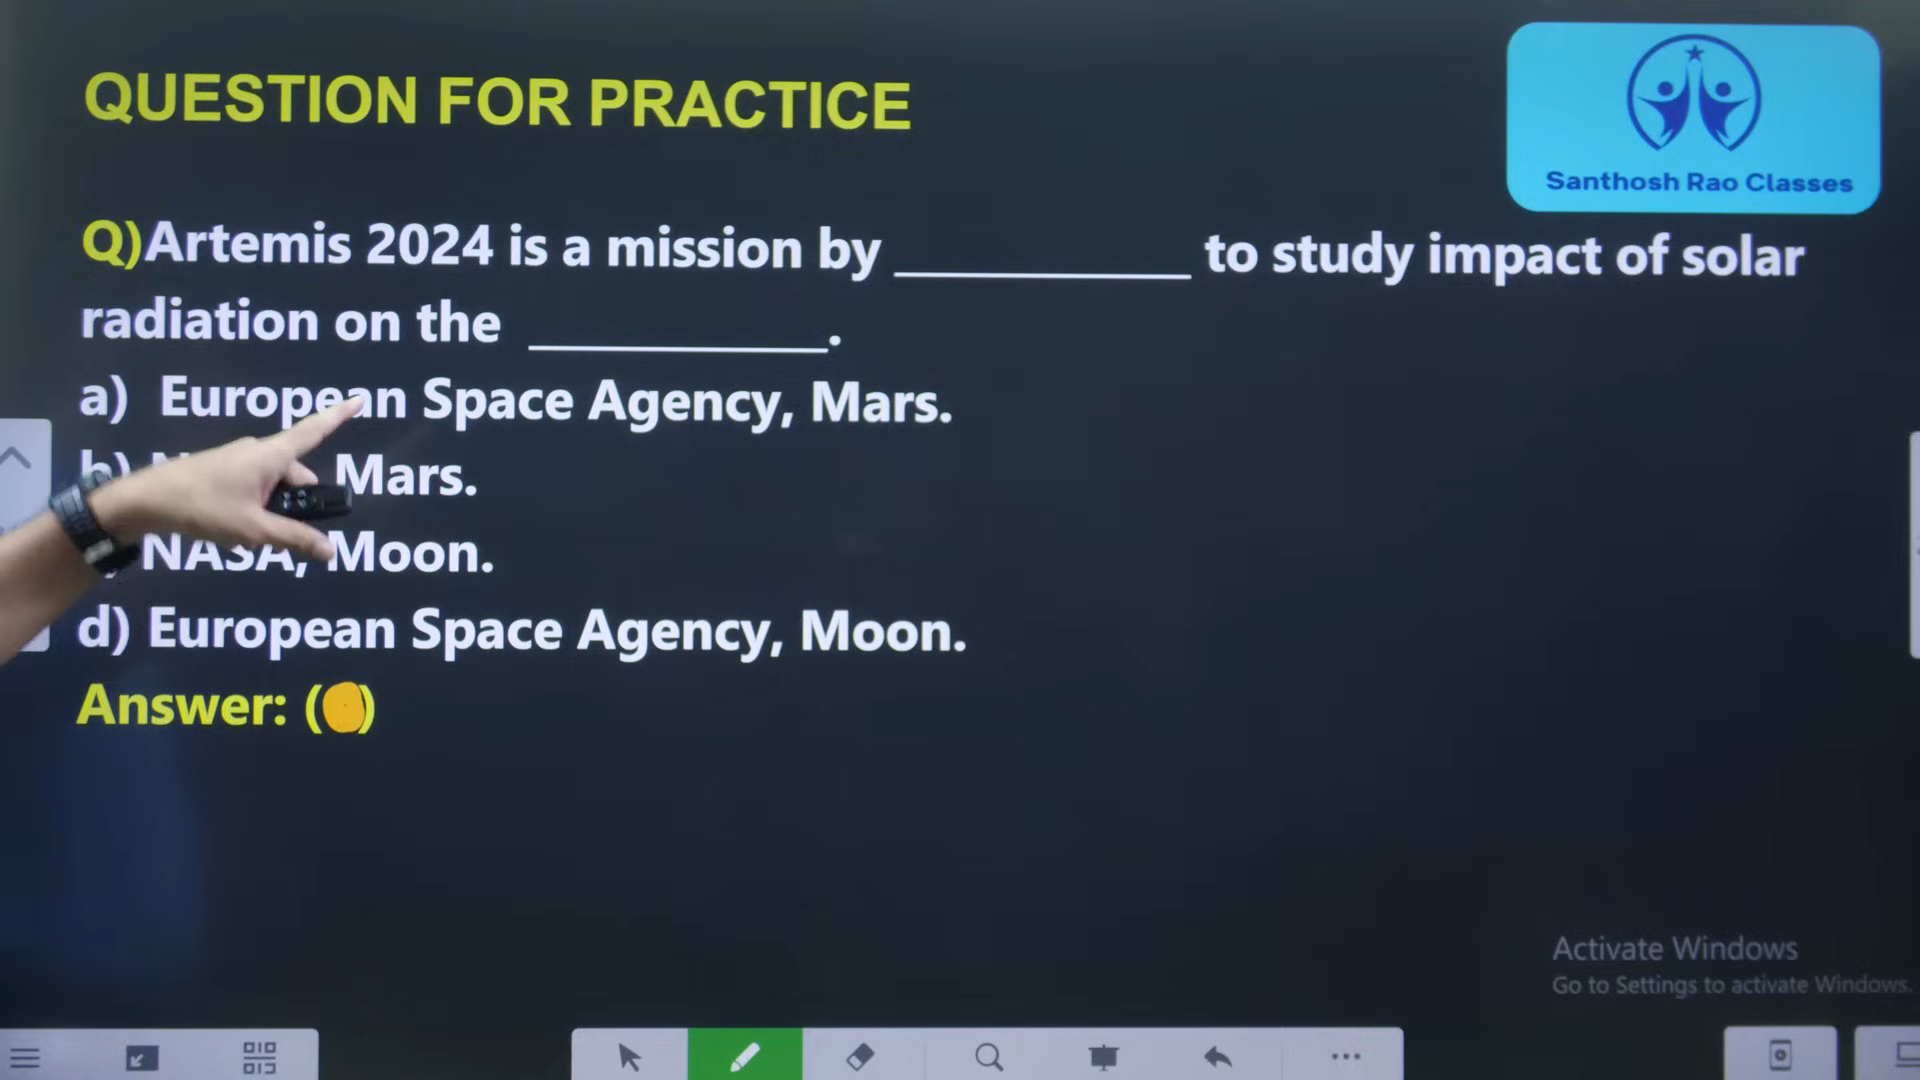 QUESTION FOR PRACTICE
Santhosh Rao Classes
Q)Artemis 2024 is a mission by __________ to study impact of solar
radiation on the __________.
a) European Space Agency, Mars.
b) Mars.
NASA, Moon.
d) European Space Agency, Moon.
Answer: ( )
Activate Windows
Go to Settings to activate Windows.